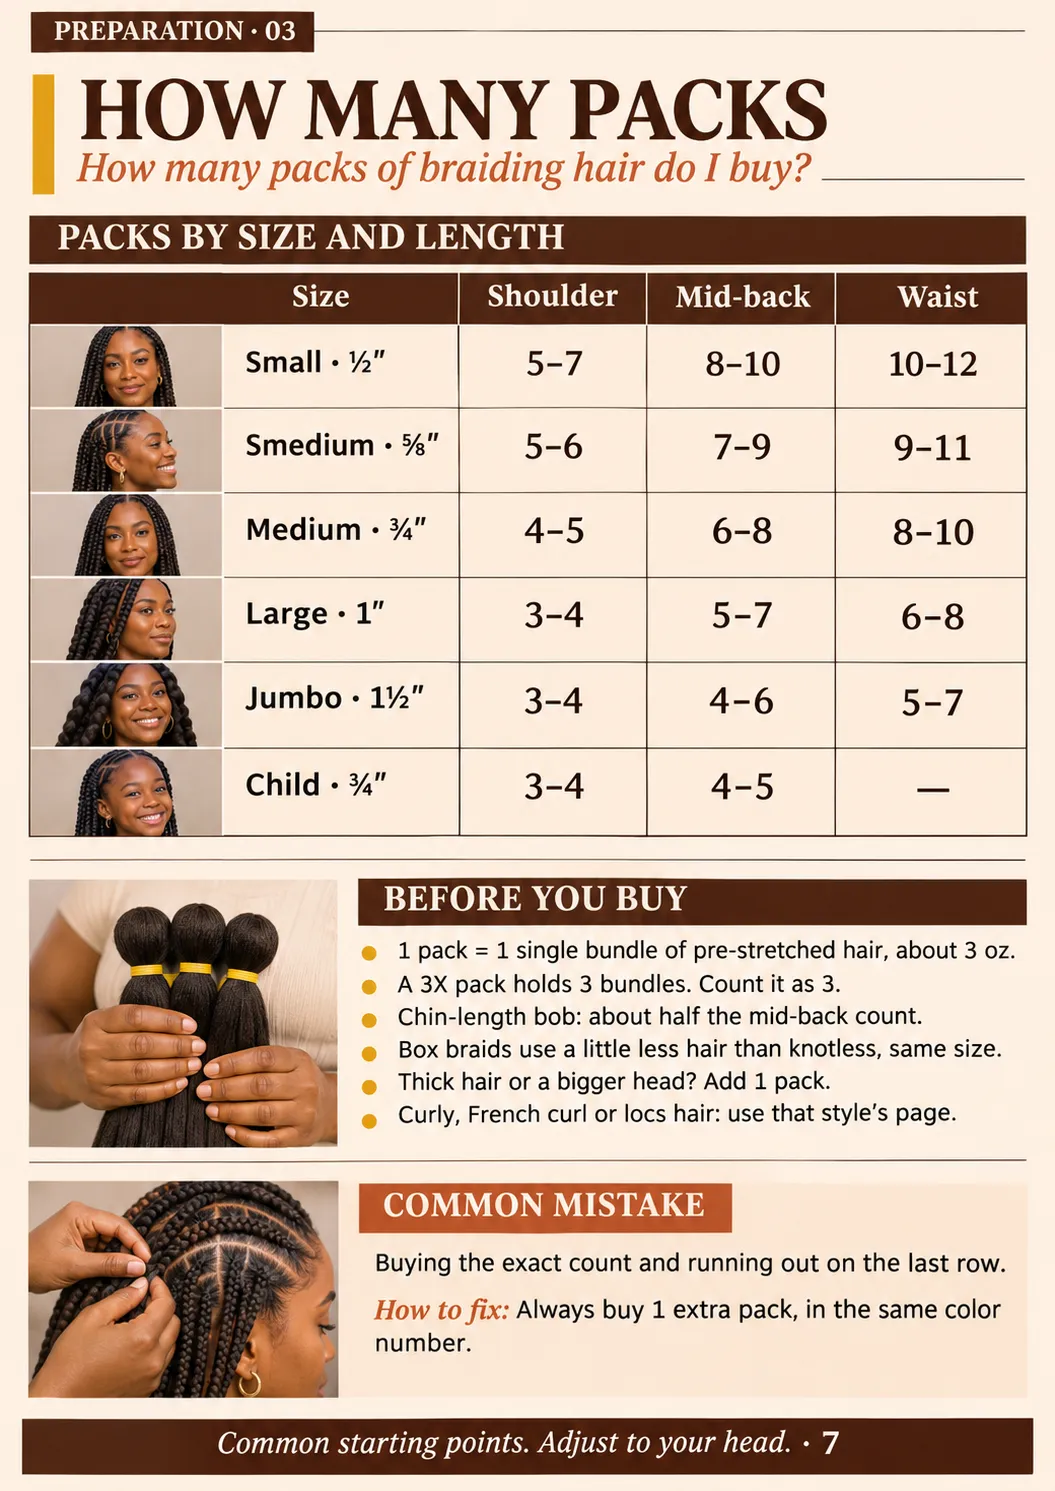 PREPARATION · 03
HOW MANY PACKS
How many packs of braiding hair do I buy?
PACKS BY SIZE AND LENGTH
Size Shoulder Mid-back Waist
Small · ½″ 5–7 8–10 10–12
Smedium · ⅝″ 5–6 7–9 9–11
Medium · ¾″ 4–5 6–8 8–10
Large · 1″ 3–4 5–7 6–8
Jumbo · 1½″ 3–4 4–6 5–7
Child · ¾″ 3–4 4–5 —
BEFORE YOU BUY
1 pack = 1 single bundle of pre-stretched hair, about 3 oz.
A 3X pack holds 3 bundles. Count it as 3.
Chin-length bob: about half the mid-back count.
Box braids use a little less hair than knotless, same size.
Thick hair or a bigger head? Add 1 pack.
Curly, French curl or locs hair: use that style's page.
COMMON MISTAKE
Buying the exact count and running out on the last row.
How to fix: Always buy 1 extra pack, in the same color
number.
Common starting points. Adjust to your head. · 7